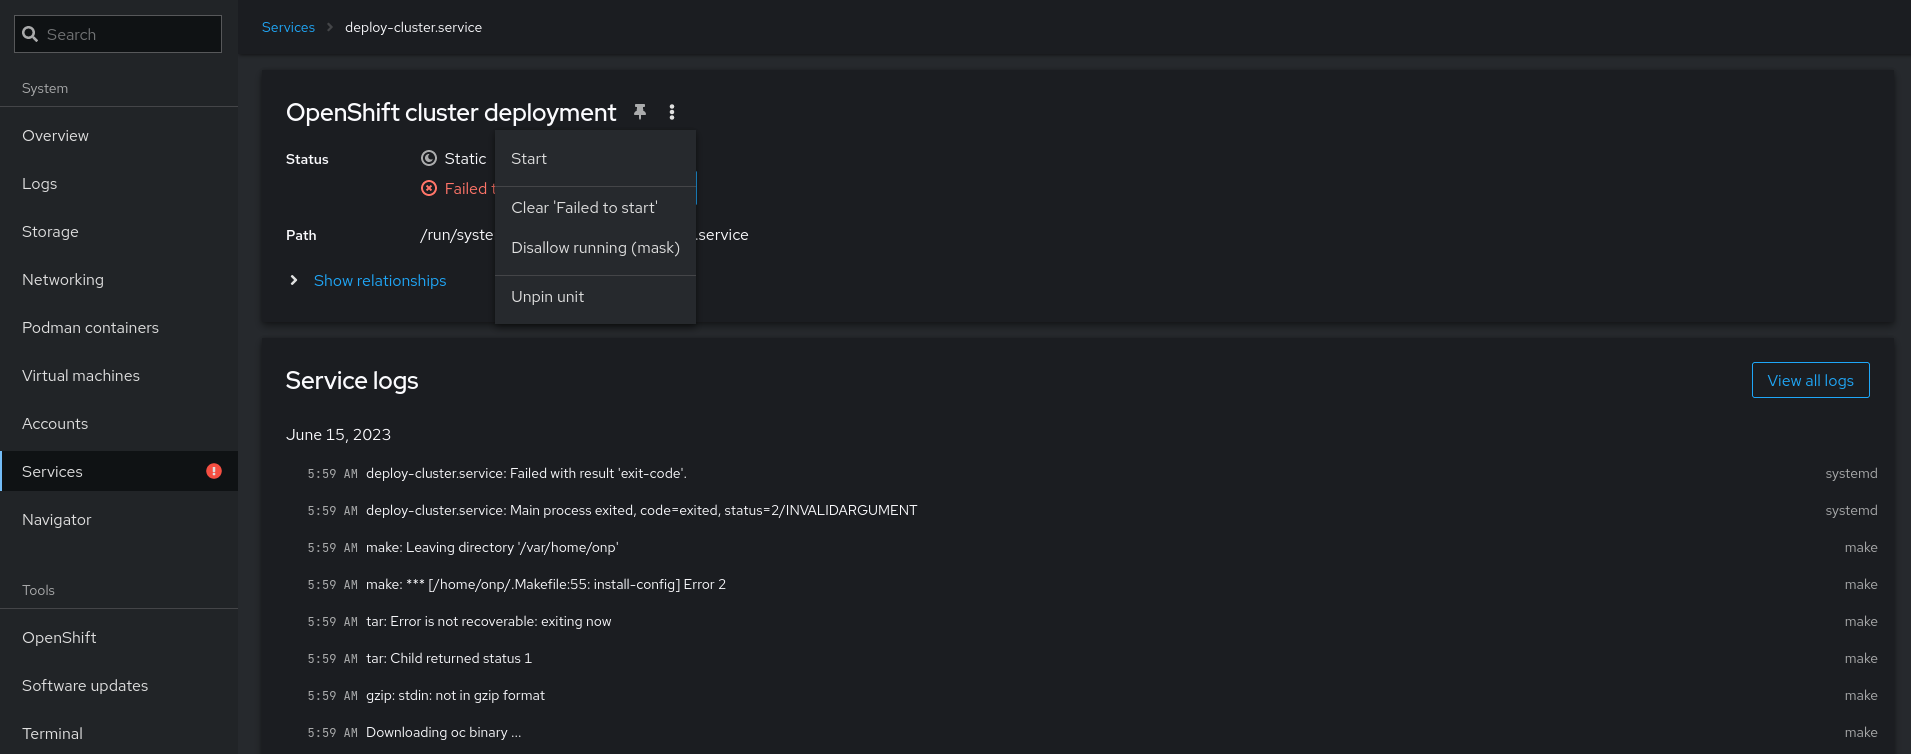 Search
System
Overview
Logs
Storage
Networking
Podman containers
Virtual machines
Accounts
Services
Navigator
Tools
OpenShift
Software updates
Terminal
Services > deploy-cluster.service
OpenShift cluster deployment
Status
Static
Failed
Path
/run/syste .service
Show relationships
Start
Clear 'Failed to start'
Disallow running (mask)
Unpin unit
Service logs
View all logs
June 15, 2023
5:59 AM deploy-cluster.service: Failed with result 'exit-code'. systemd
5:59 AM deploy-cluster.service: Main process exited, code=exited, status=2/INVALIDARGUMENT systemd
5:59 AM make: Leaving directory '/var/home/onp' make
5:59 AM make: *** [/home/onp/.Makefile:55: install-config] Error 2 make
5:59 AM tar: Error is not recoverable: exiting now make
5:59 AM tar: Child returned status 1 make
5:59 AM gzip: stdin: not in gzip format make
5:59 AM Downloading oc binary ... make